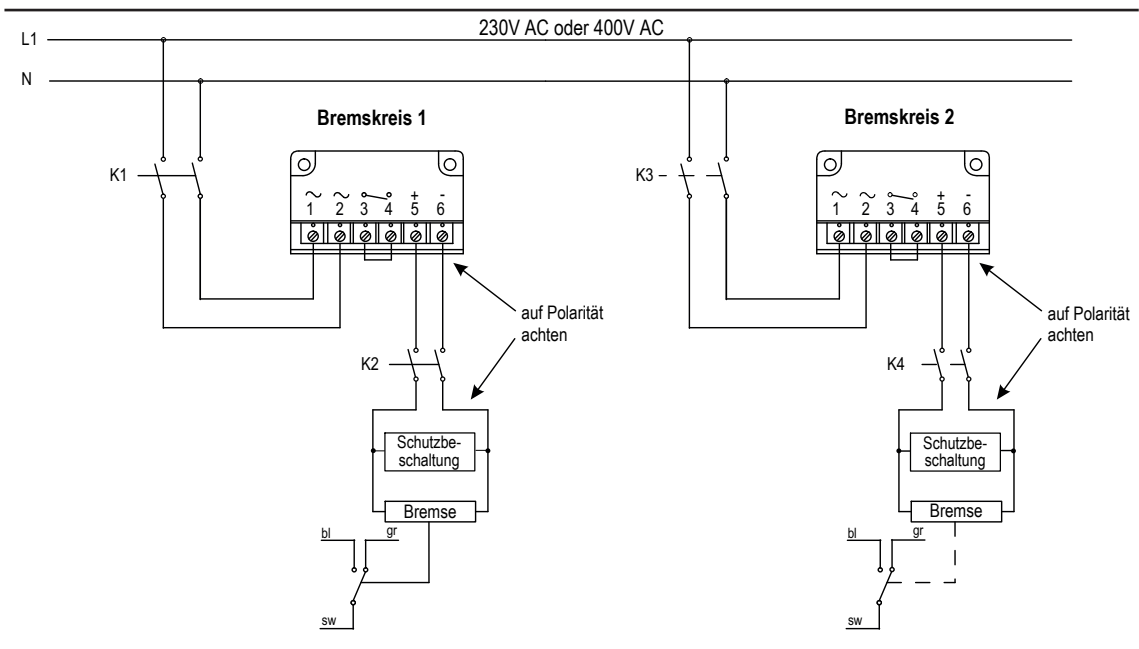 230V AC oder 400V AC
L1
N
Bremskreis 1
K1
1 2 3 4 5 6
+ -
auf Polarität
achten
K2
Schutzbe-
schaltung
Bremse
bl
gr
sw
Bremskreis 2
K3
1 2 3 4 5 6
+ -
auf Polarität
achten
K4
Schutzbe-
schaltung
Bremse
bl
gr
sw